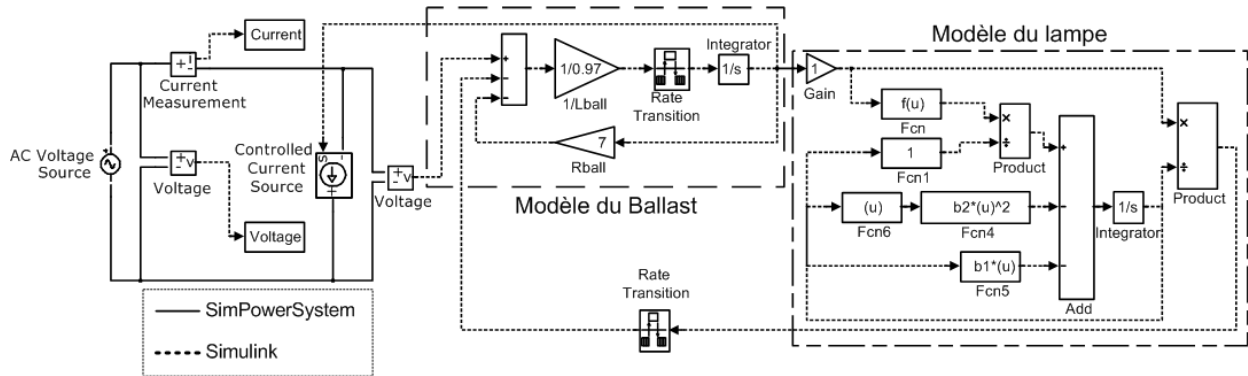 Current
+
-
i
Current
Measurement
AC Voltage
Source
+
+
-
v
Voltage
Voltage
Controlled
Current
Source
s
-
+
-
v
Voltage
SimPowerSystem
Simulink
+
−
−
1/0.97
1/Lball
Rate
Transition
Integrator
1/s
7
Rball
Modèle du Ballast
Rate
Transition
Modèle du lampe
1
Gain
f(u)
Fcn
1
Fcn1
×
÷
Product
(u)
Fcn6
b2*(u)^2
Fcn4
b1*(u)
Fcn5
+
−
−
Add
1/s
Integrator
×
÷
Product